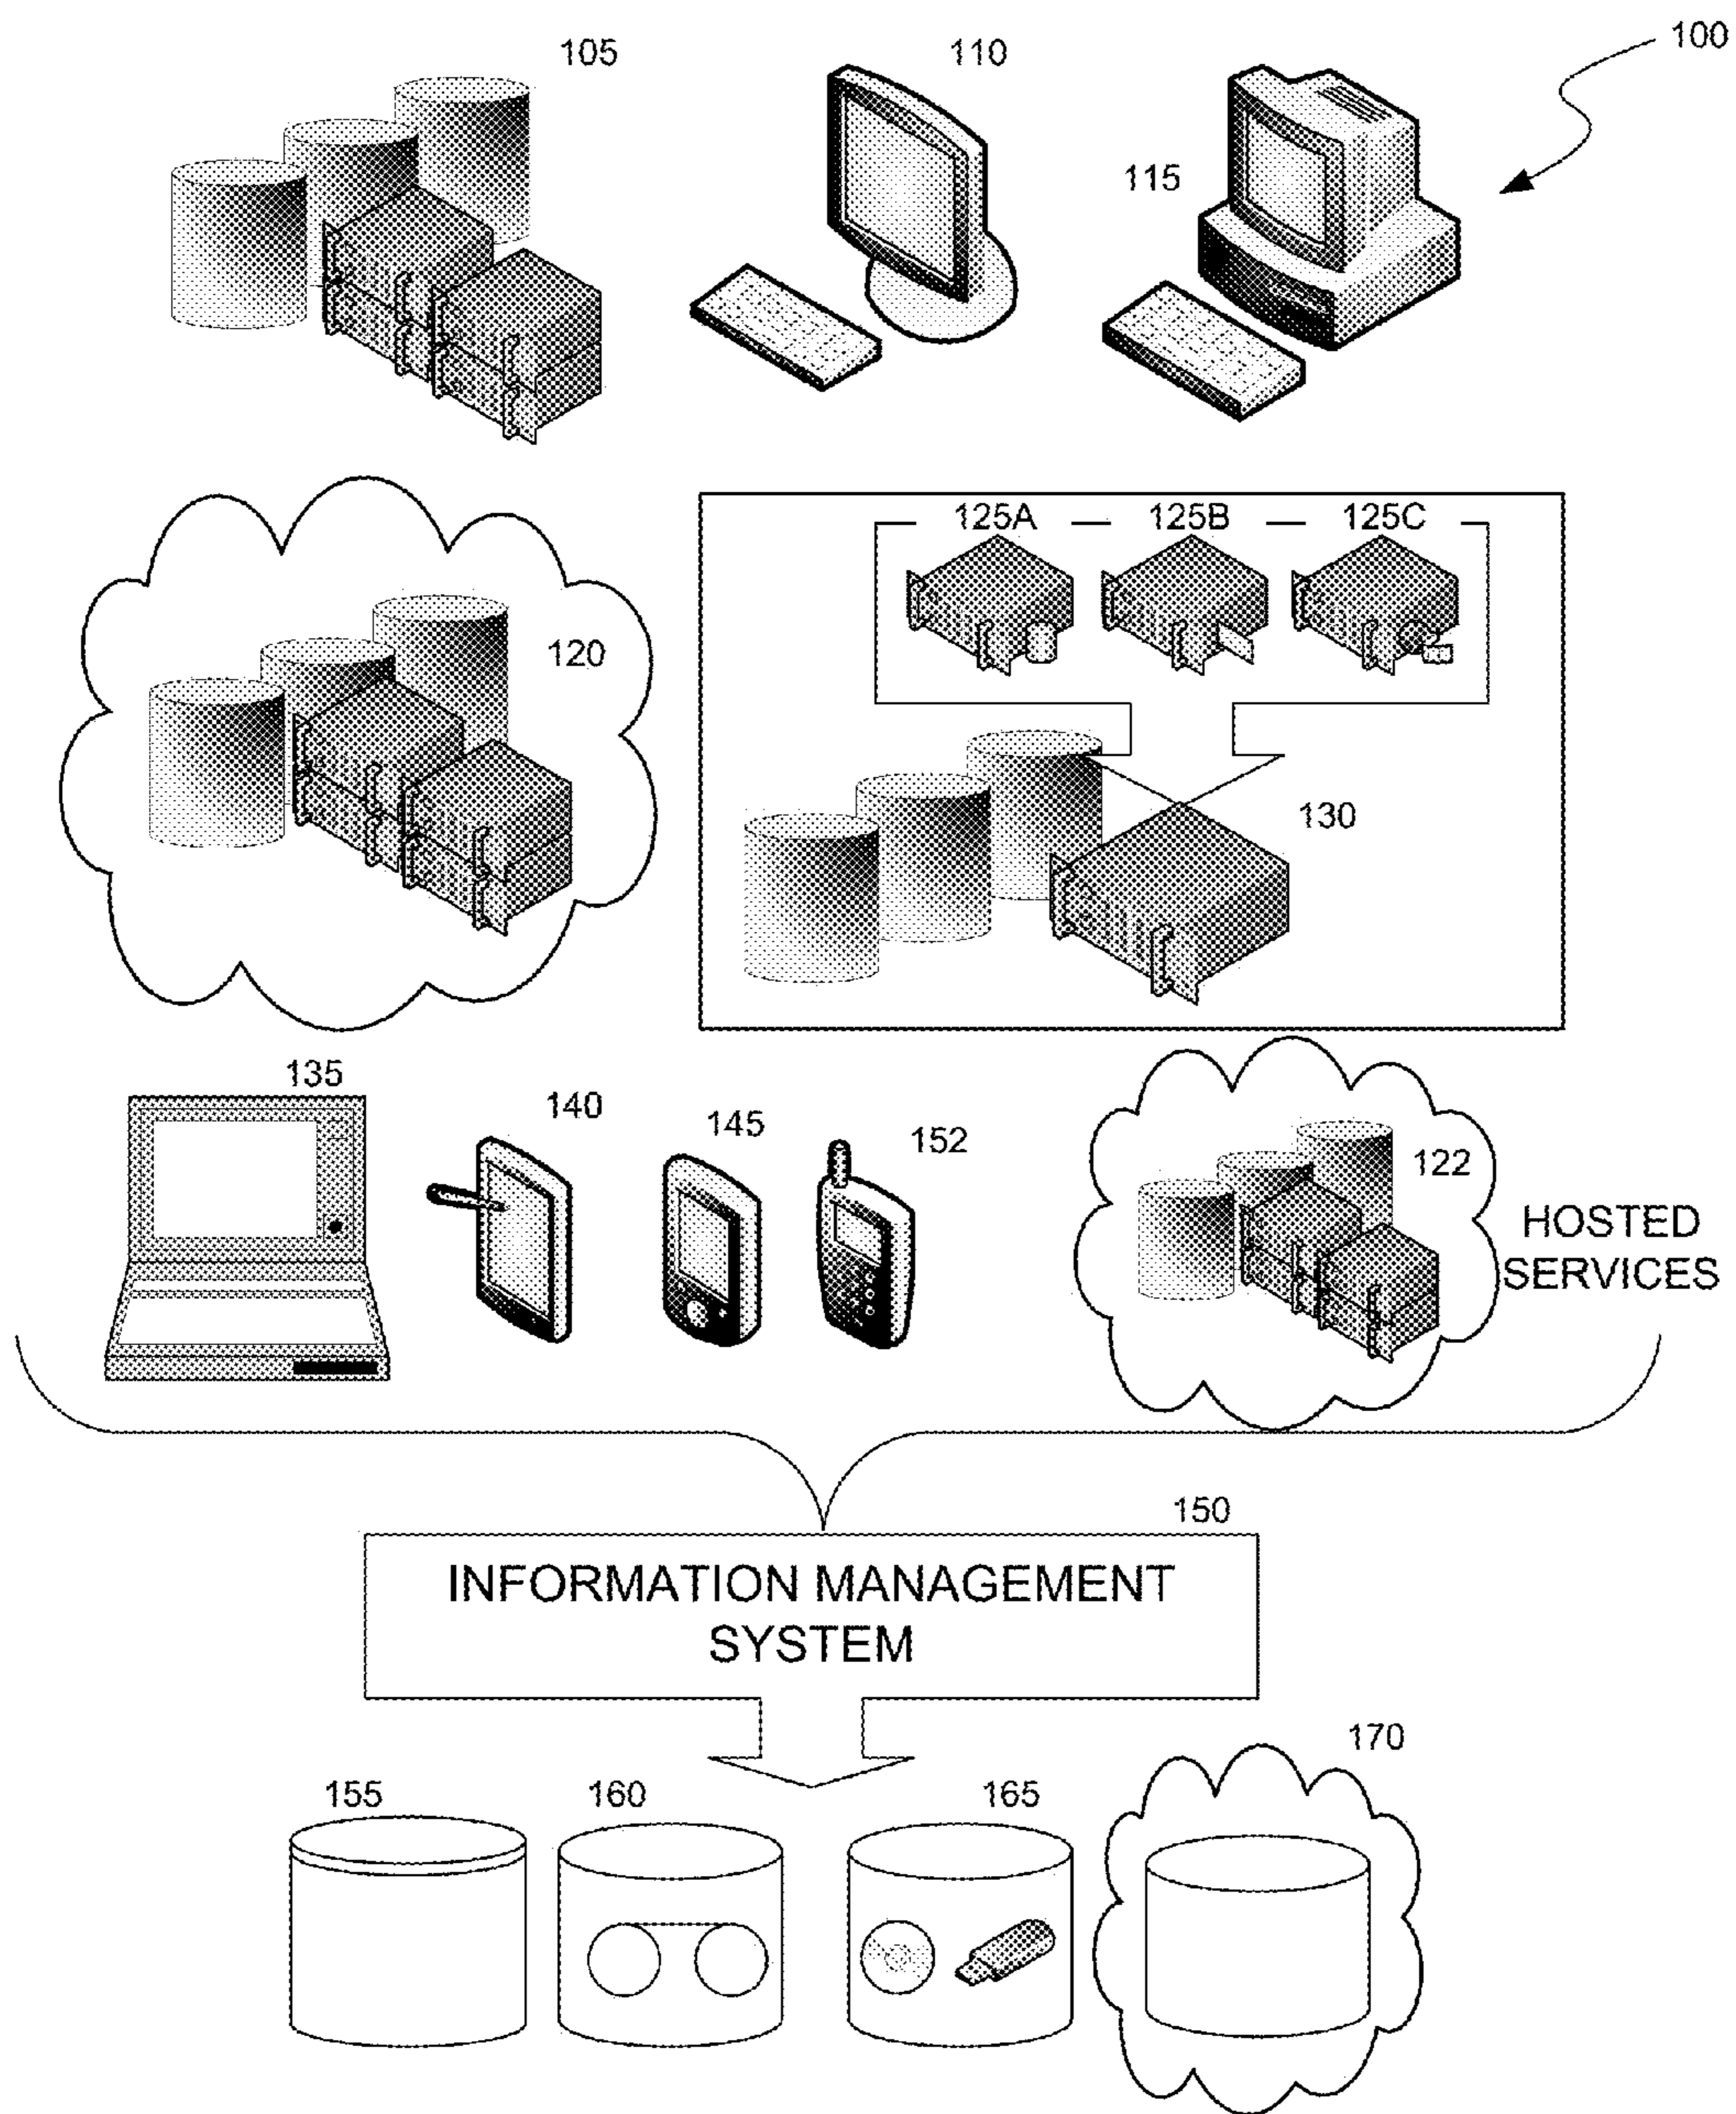 100
105
110
115
125A
125B
125C
120
130
135
140
145
152
122
HOSTED
SERVICES
150
INFORMATION MANAGEMENT
SYSTEM
170
155
160
165